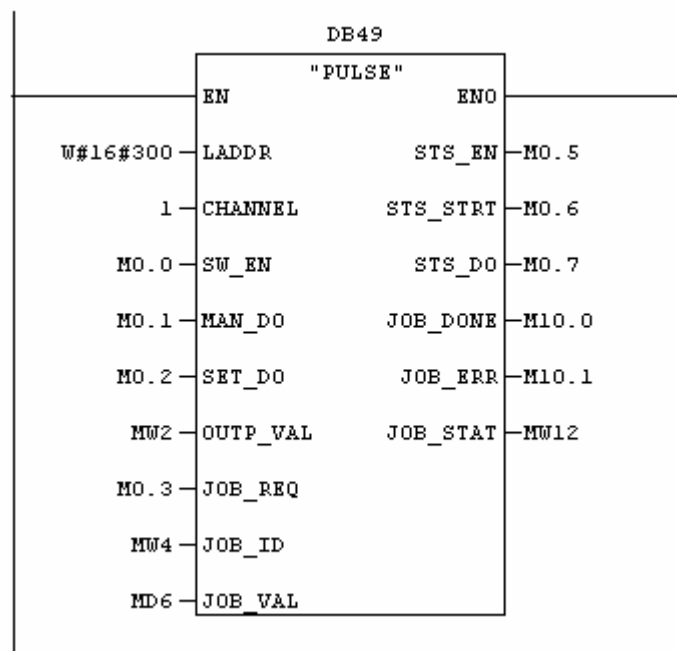 DB49
"PULSE"
EN ENO
W#16#300 LADDR STS_EN M0.5
1 CHANNEL STS_STRT M0.6
M0.0 SW_EN STS_DO M0.7
M0.1 MAN_DO JOB_DONE M10.0
M0.2 SET_DO JOB_ERR M10.1
MW2 OUTP_VAL JOB_STAT MW12
M0.3 JOB_REQ
MW4 JOB_ID
MD6 JOB_VAL